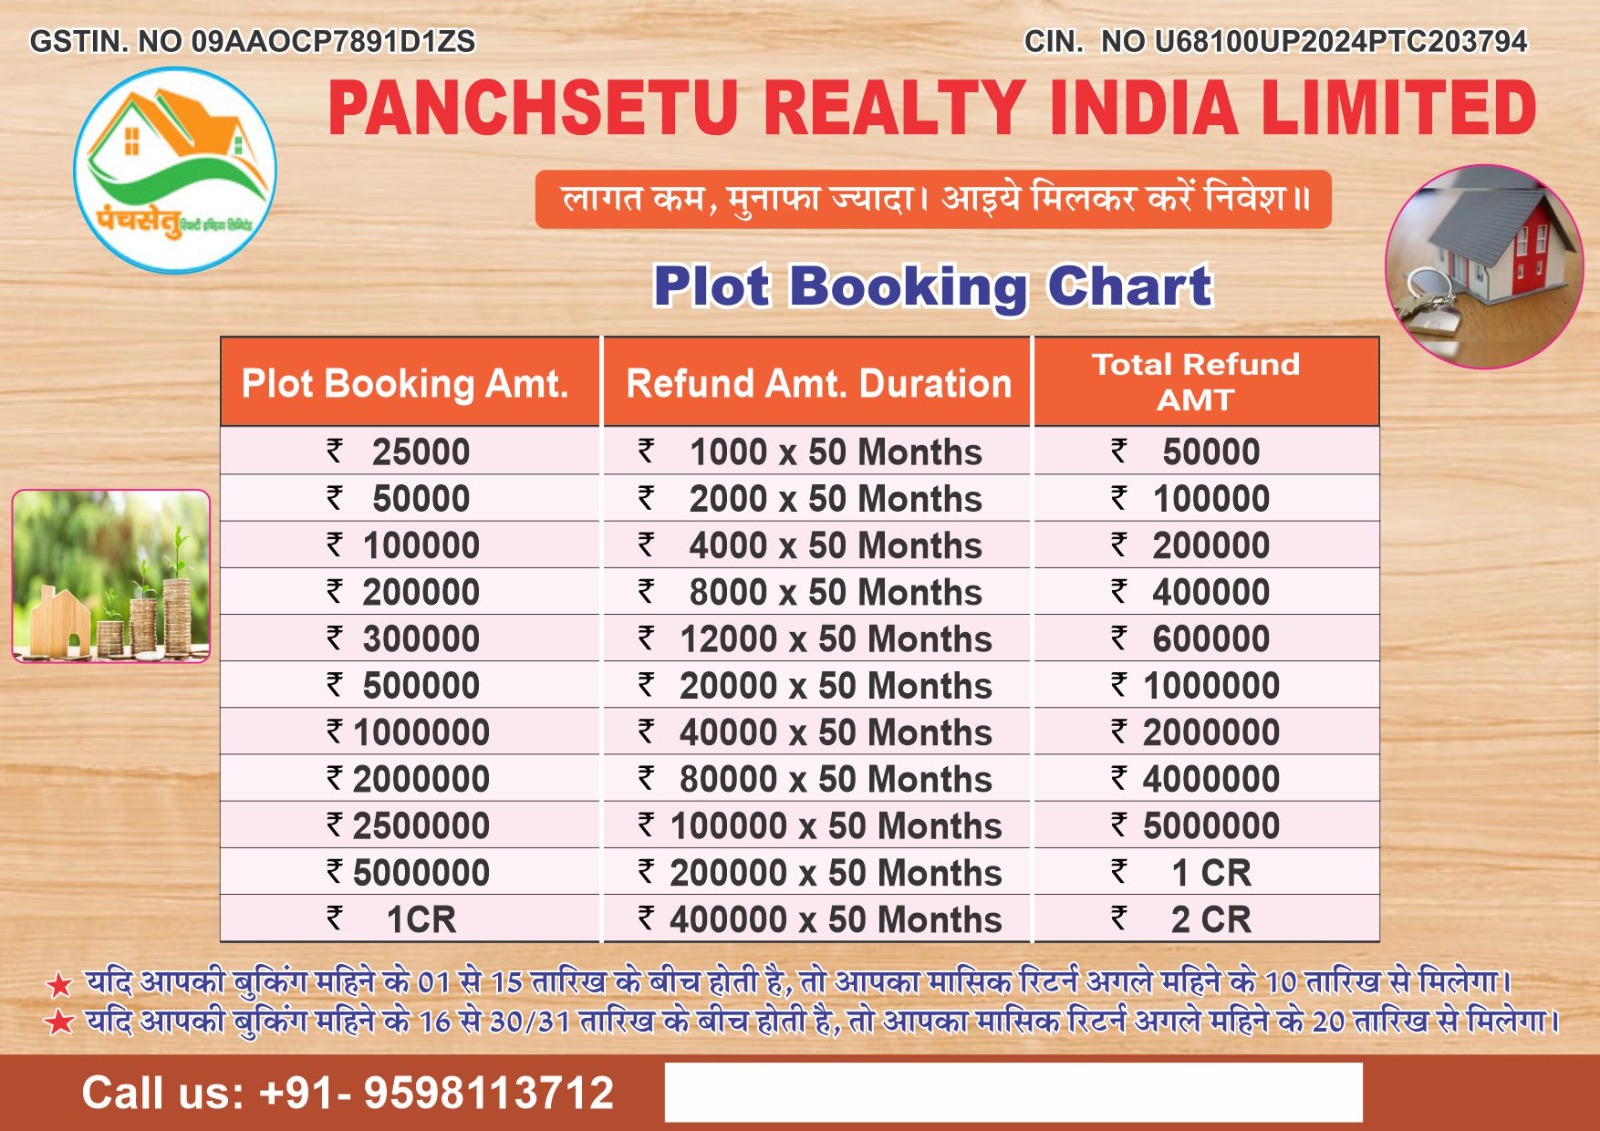 GSTIN. NO 09AAOCP7891D1ZS
CIN. NO U68100UP2024PTC203794
PANCHSETU REALTY INDIA LIMITED
पंचसेतु रियल्टी इण्डिया लिमिटेड
लागत कम, मुनाफा ज्यादा। आइये मिलकर करें निवेश॥
Plot Booking Chart
Plot Booking Amt. Refund Amt. Duration Total Refund
AMT
₹ 25000 ₹ 1000 x 50 Months ₹ 50000
₹ 50000 ₹ 2000 x 50 Months ₹ 100000
₹ 100000 ₹ 4000 x 50 Months ₹ 200000
₹ 200000 ₹ 8000 x 50 Months ₹ 400000
₹ 300000 ₹ 12000 x 50 Months ₹ 600000
₹ 500000 ₹ 20000 x 50 Months ₹ 1000000
₹ 1000000 ₹ 40000 x 50 Months ₹ 2000000
₹ 2000000 ₹ 80000 x 50 Months ₹ 4000000
₹ 2500000 ₹ 100000 x 50 Months ₹ 5000000
₹ 5000000 ₹ 200000 x 50 Months ₹ 1 CR
₹ 1CR ₹ 400000 x 50 Months ₹ 2 CR
यदि आपकी बुकिंग महिने के 01 से 15 तारिख के बीच होती है, तो आपका मासिक रिटर्न अगले महिने के 10 तारिख से मिलेगा।
यदि आपकी बुकिंग महिने के 16 से 30/31 तारिख के बीच होती है, तो आपका मासिक रिटर्न अगले महिने के 20 तारिख से मिलेगा।
Call us: +91- 9598113712